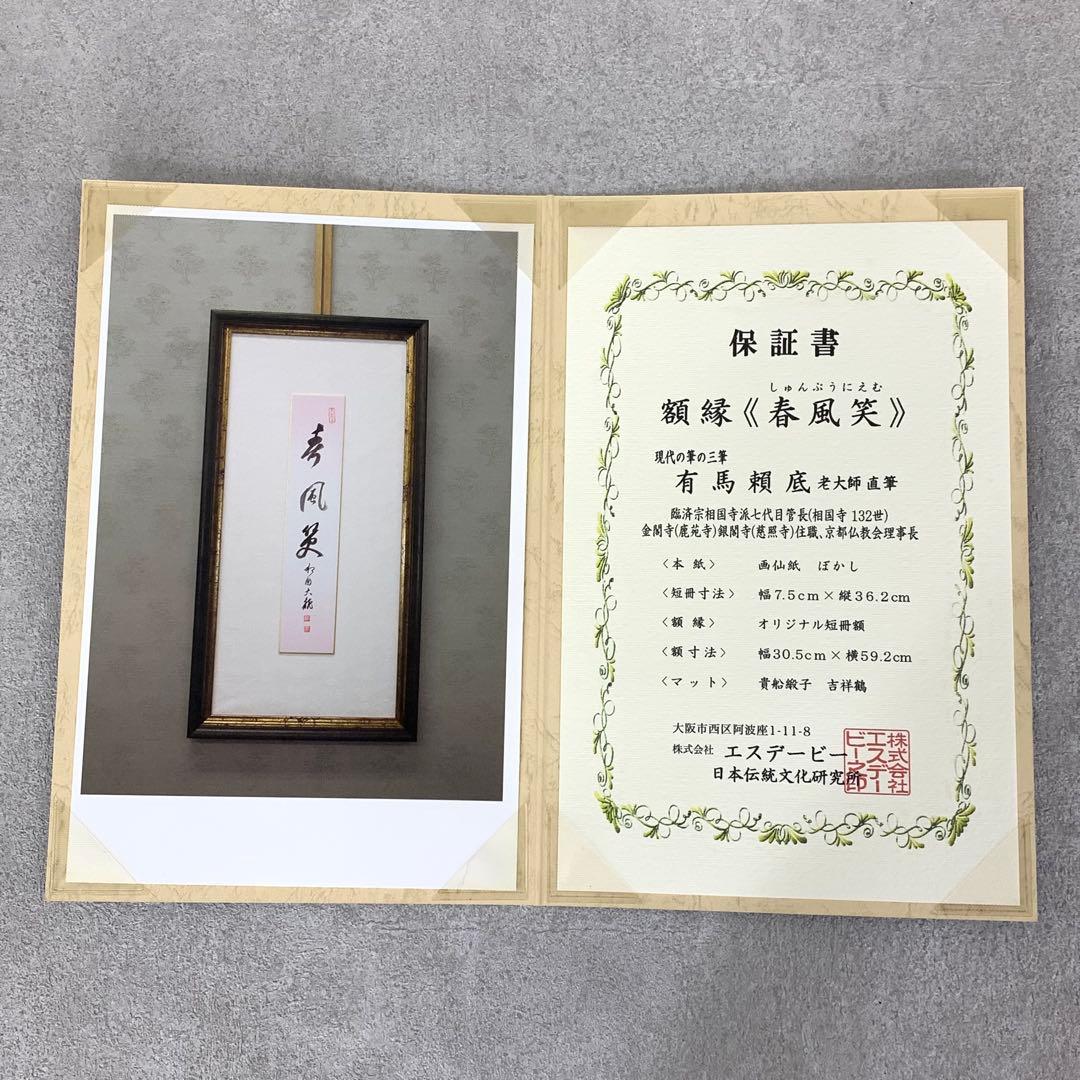 春風笑
保証書
しゅんぷうにえむ
額縁《春風笑》
現代の筆の三筆
有馬頼底 老大師 直筆
臨済宗相国寺派七代目管長(相国寺 132世)
金閣寺(鹿苑寺)銀閣寺(慈照寺)住職、京都仏教会理事長
〈本 紙〉 画仙紙 ぼかし
〈短冊寸法〉 幅7.5cm×縦36.2cm
〈額 縁〉 オリジナル短冊額
〈額寸法〉 幅30.5cm×横59.2cm
〈マット〉 貴船緞子 吉祥鶴
大阪市西区阿波座1-11-8
株式会社 エスデービー
日本伝統文化研究所
株式会社
エスデー
ビー之印